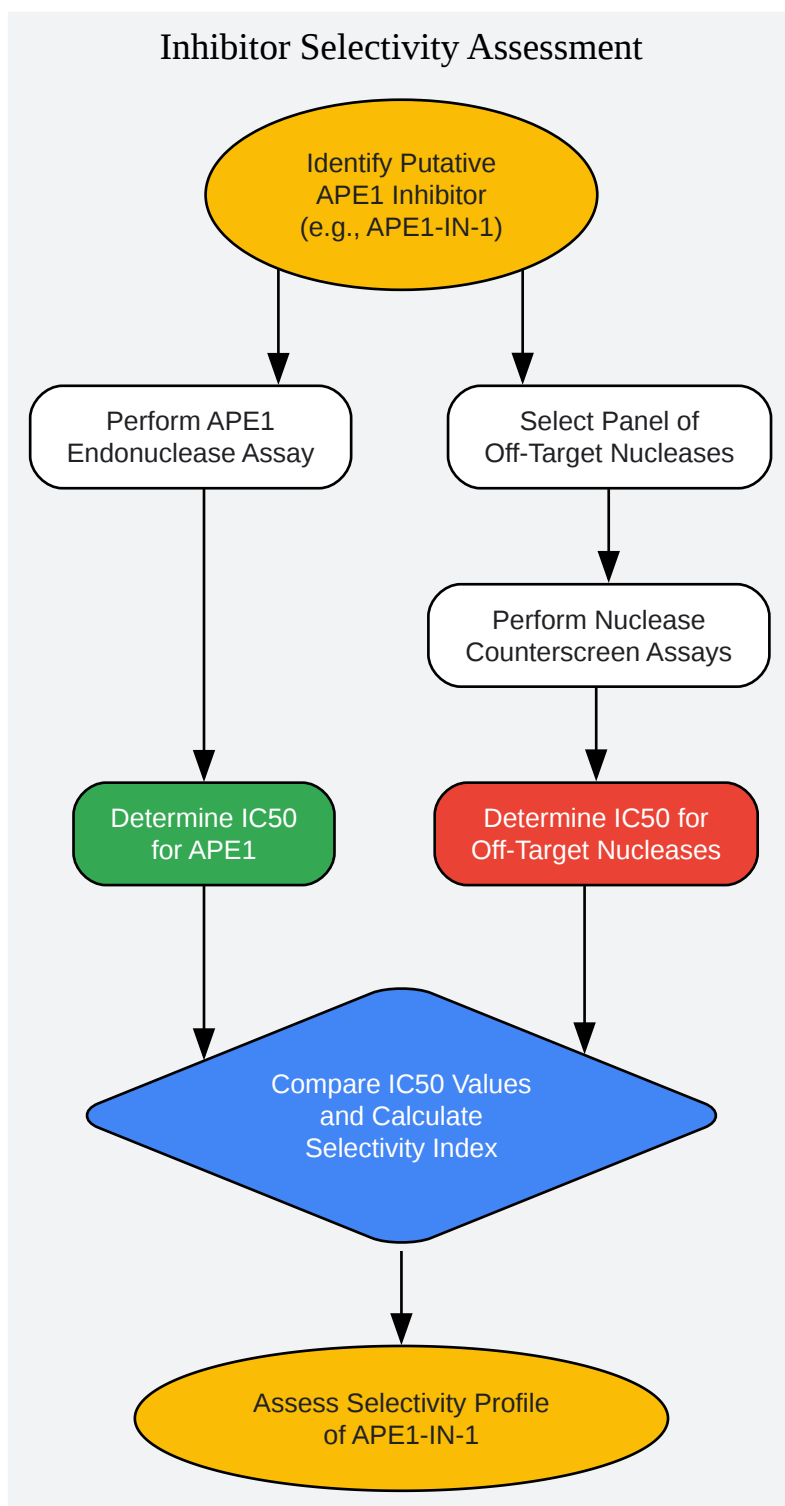 Inhibitor Selectivity Assessment
Identify Putative
APE1 Inhibitor
(e.g., APE1-IN-1)
Perform APE1
Endonuclease Assay
Select Panel of
Off-Target Nucleases
Perform Nuclease
Counterscreen Assays
Determine IC50
for APE1
Determine IC50 for
Off-Target Nucleases
Compare IC50 Values
and Calculate
Selectivity Index
Assess Selectivity Profile
of APE1-IN-1